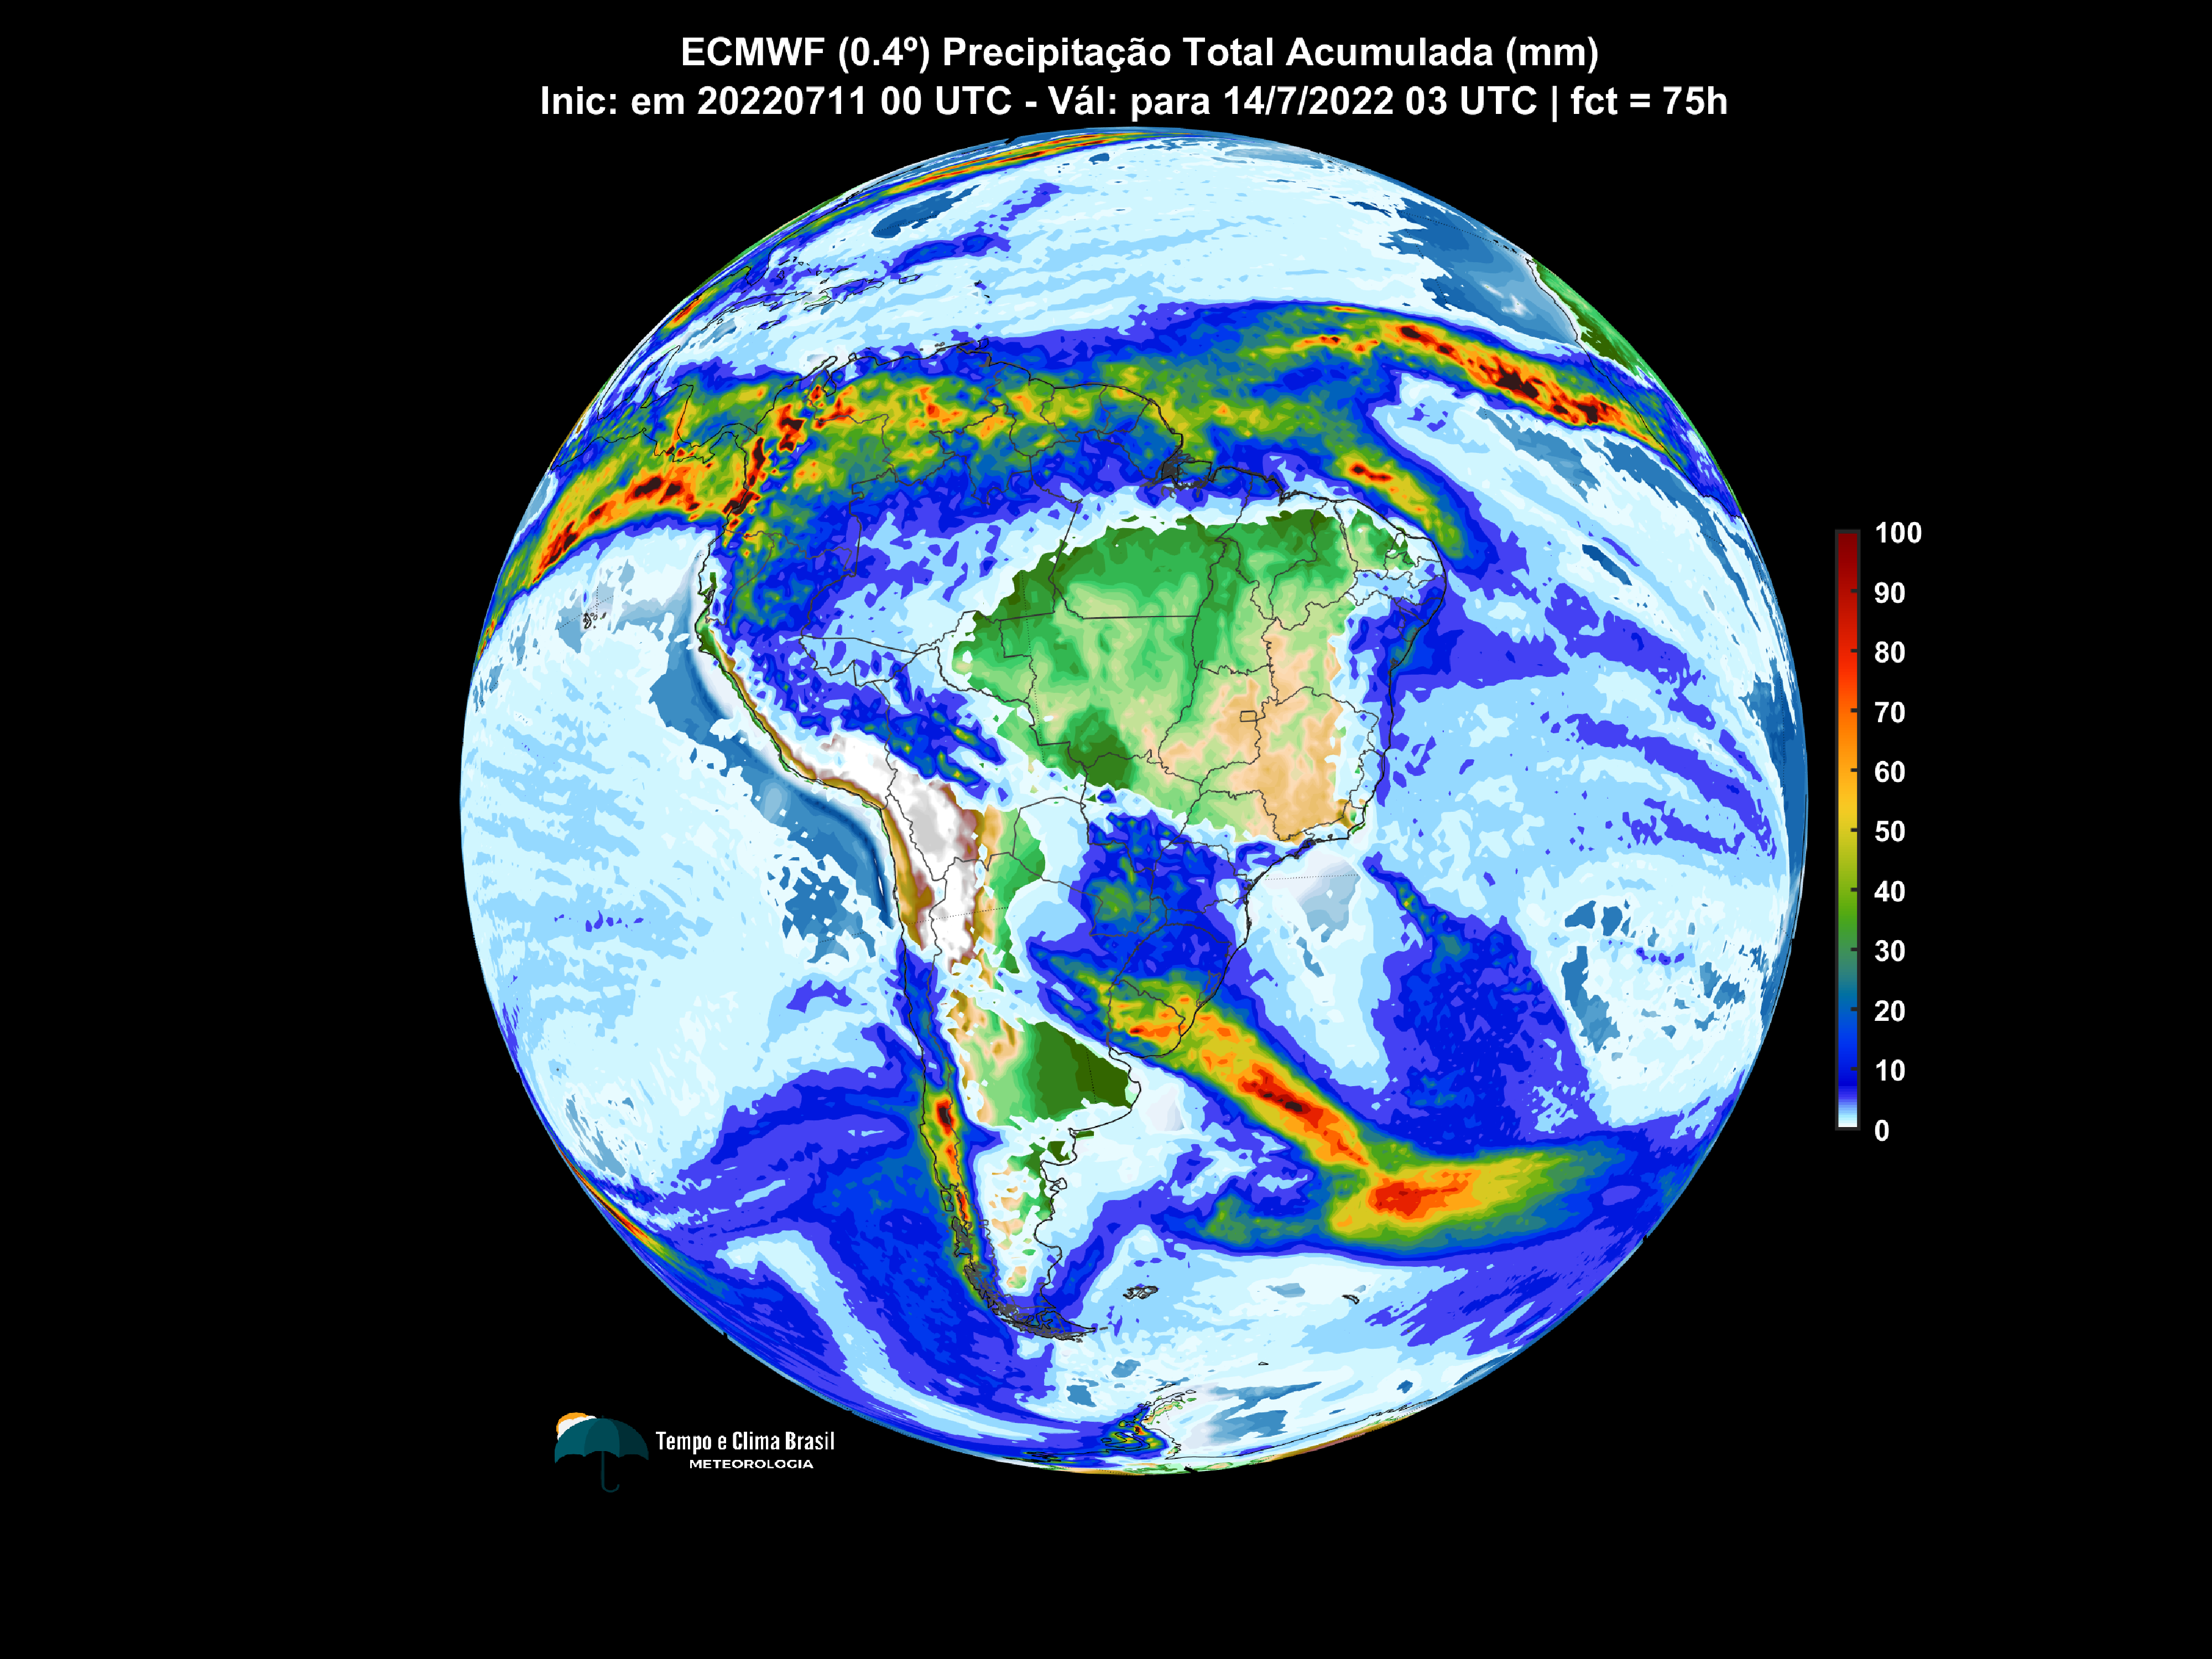 ECMWF (0.4º) Precipitação Total Acumulada (mm)
Inic: em 20220711 00 UTC - Vál: para 14/7/2022 03 UTC | fct = 75h
100
90
80
70
60
50
40
30
20
10
0
Tempo e Clima Brasil
METEOROLOGIA